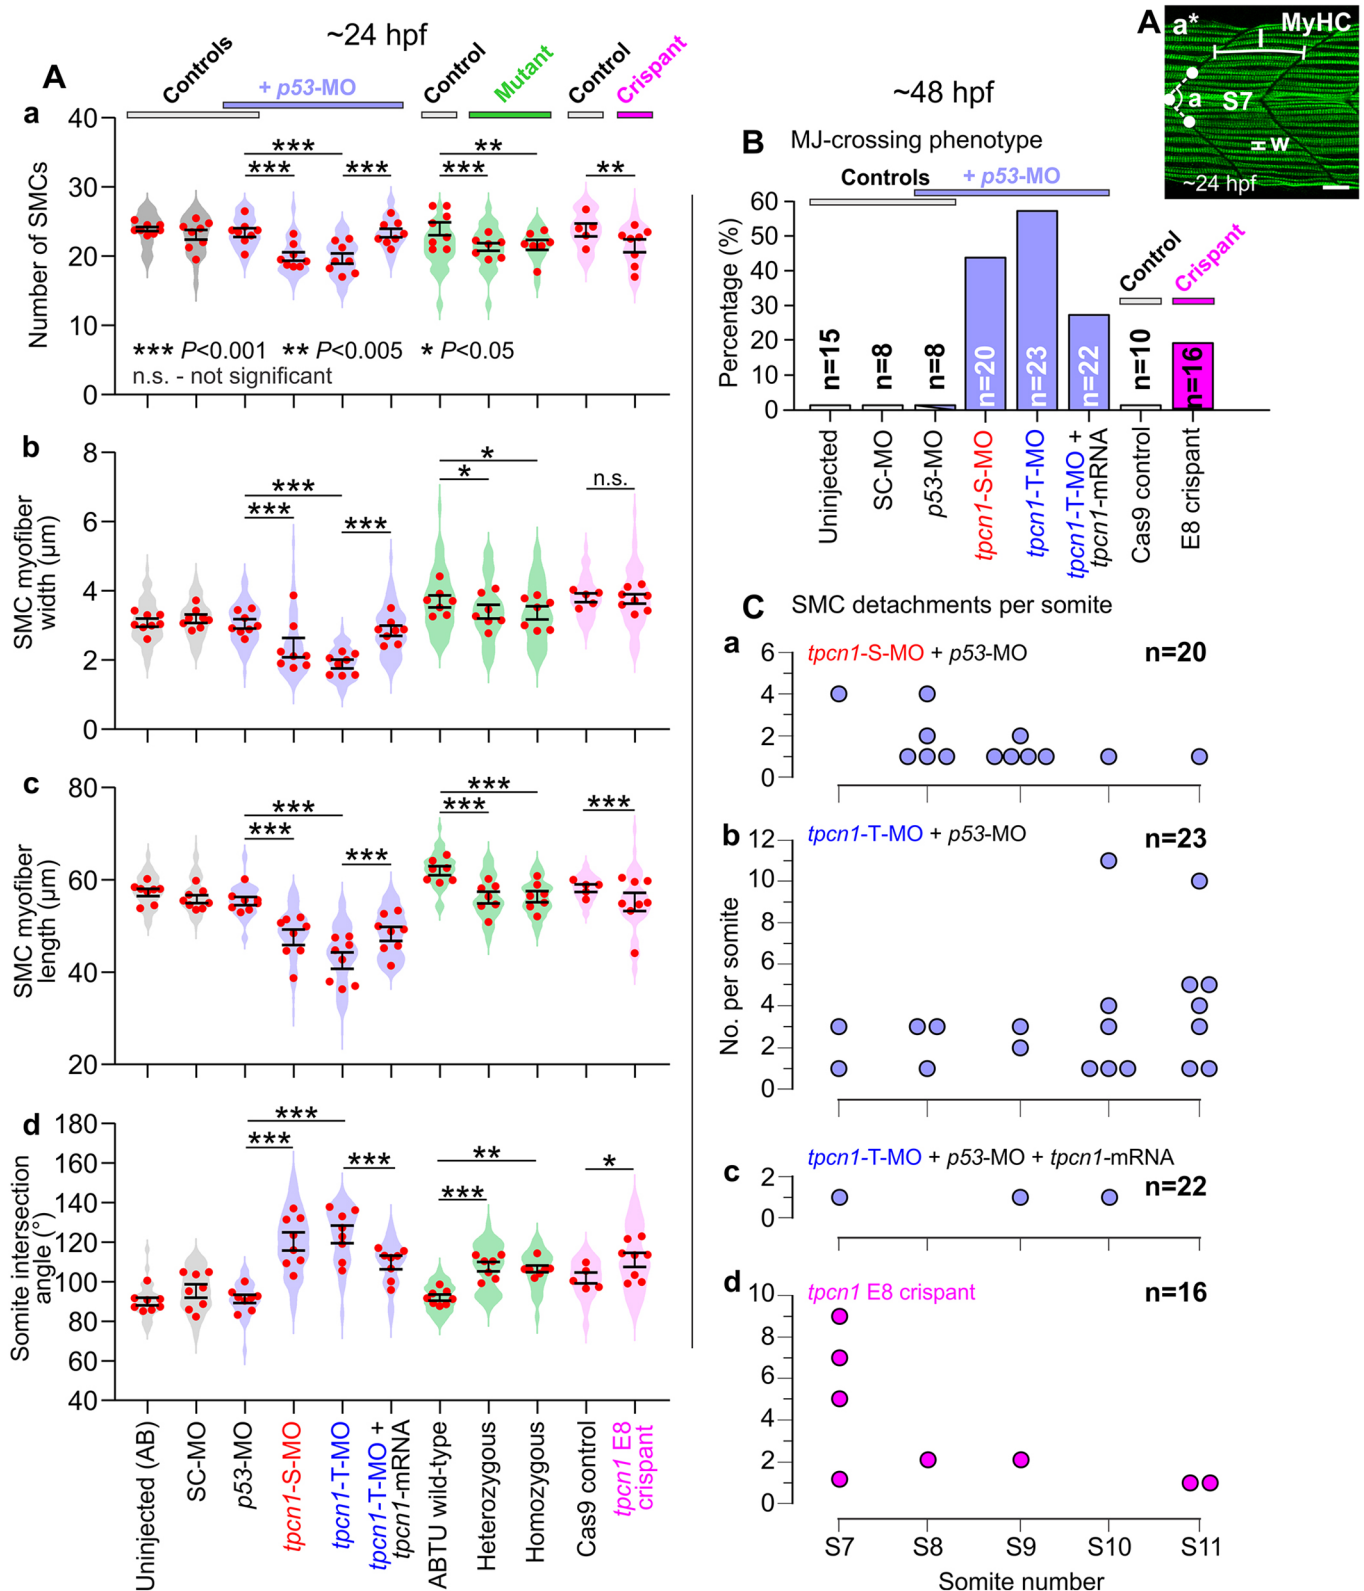 ~24 hpf
A
Controls
+ p53-MO
Control
Mutant
Control
Crispant
a
Number of SMCs
40
30
20
10
0
***
***
***
**
***
**
*** P<0.001 ** P<0.005 * P<0.05
n.s. - not significant
b
SMC myofiber
width (µm)
8
6
4
2
0
***
***
***
*
*
n.s.
c
SMC myofiber
length (µm)
80
60
40
20
***
***
***
***
***
***
d
Somite intersection
angle (°)
180
160
140
120
100
80
60
40
***
***
***
**
***
*
Uninjected (AB)
SC-MO
p53-MO
tpcn1-S-MO
tpcn1-T-MO
tpcn1-T-MO +
tpcn1-mRNA
ABTU wild-type
Heterozygous
Homozygous
Cas9 control
tpcn1 E8
crispant
A
a*
MyHC
l
a
S7
w
~24 hpf
~48 hpf
B MJ-crossing phenotype
Controls
+ p53-MO
Control
Crispant
Percentage (%)
60
50
40
30
20
10
0
n=15
n=8
n=8
n=20
n=23
n=22
n=10
n=16
Uninjected
SC-MO
p53-MO
tpcn1-S-MO
tpcn1-T-MO
tpcn1-T-MO +
tpcn1-mRNA
Cas9 control
E8 crispant
C SMC detachments per somite
a
tpcn1-S-MO + p53-MO
n=20
6
4
2
0
b
tpcn1-T-MO + p53-MO
n=23
12
10
8
6
4
2
0
No. per somite
c
tpcn1-T-MO + p53-MO + tpcn1-mRNA
n=22
2
0
d
tpcn1 E8 crispant
n=16
10
8
6
4
2
0
S7
S8
S9
S10
S11
Somite number